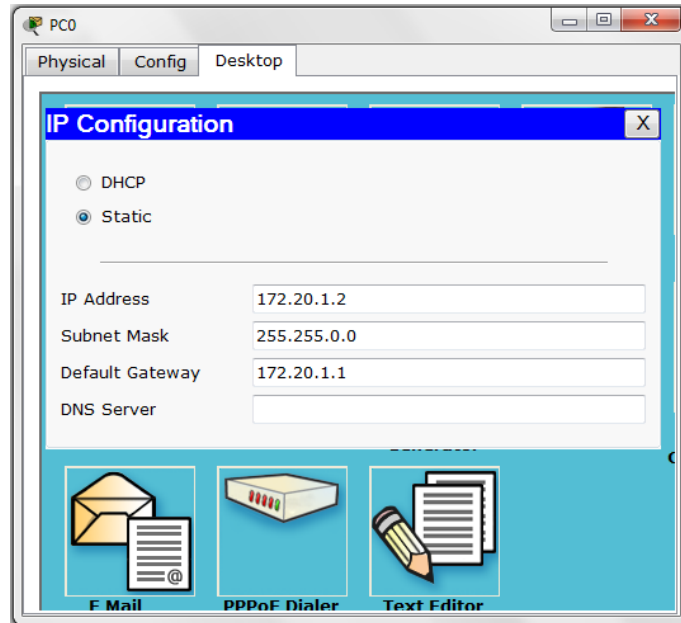 PC0
Physical Config Desktop
IP Configuration X
DHCP
Static
IP Address 172.20.1.2
Subnet Mask 255.255.0.0
Default Gateway 172.20.1.1
DNS Server
E Mail PPPoE Dialer Text Editor